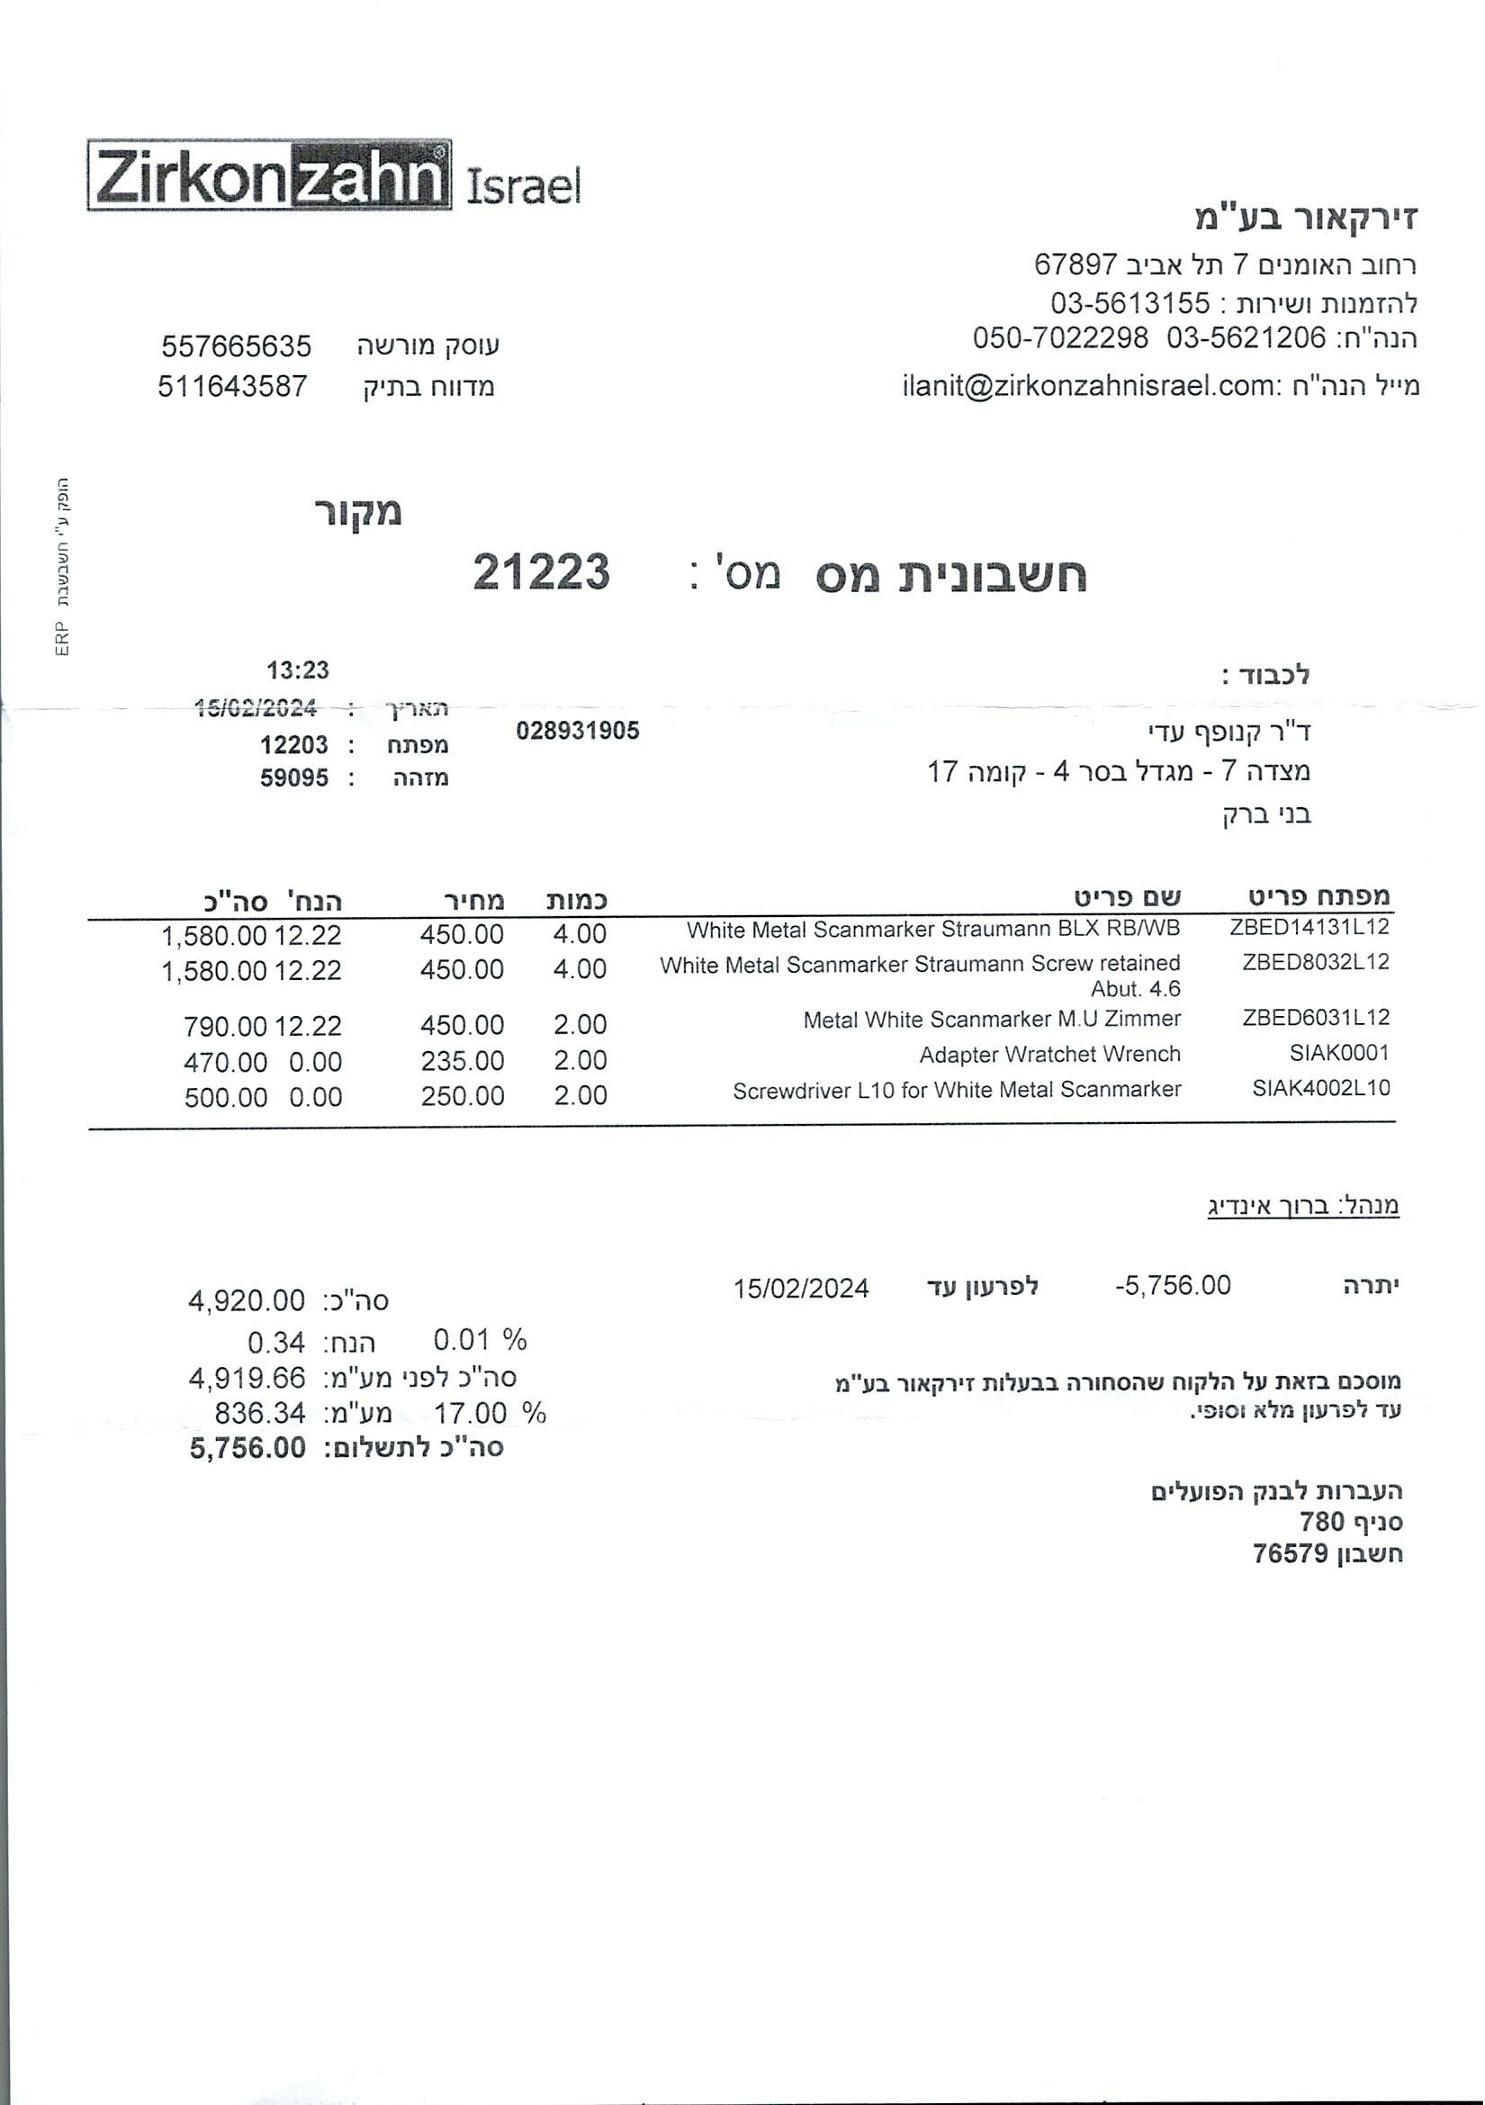 Zirkonzahn® Israel
זירקאור בע"מ
רחוב האומנים 7 תל אביב 67897
להזמנות ושירות : 03-5613155
הנה"ח: 03-5621206 050-7022298
מייל הנה"ח :ilanit@zirkonzahnisrael.com
עוסק מורשה 557665635
מדווח בתיק 511643587
הופק ע"י חשבשבת ERP
מקור
חשבונית מס מס' : 21223
13:23
תאריך : 15/02/2024
מפתח : 12203
מזהה : 59095
לכבוד :
ד"ר קנופף עדי 028931905
מצדה 7 - מגדל בסר 4 - קומה 17
בני ברק
מפתח פריט שם פריט כמות מחיר הנח' סה"כ
ZBED14131L12 White Metal Scanmarker Straumann BLX RB/WB 4.00 450.00 12.22 1,580.00
ZBED8032L12 White Metal Scanmarker Straumann Screw retained 4.00 450.00 12.22 1,580.00
Abut. 4.6
ZBED6031L12 Metal White Scanmarker M.U Zimmer 2.00 450.00 12.22 790.00
SIAK0001 Adapter Wratchet Wrench 2.00 235.00 0.00 470.00
SIAK4002L10 Screwdriver L10 for White Metal Scanmarker 2.00 250.00 0.00 500.00
מנהל: ברוך אינדיג
יתרה -5,756.00 לפרעון עד 15/02/2024
סה"כ: 4,920.00
0.01 % הנח: 0.34
סה"כ לפני מע"מ: 4,919.66
17.00 % מע"מ: 836.34
סה"כ לתשלום: 5,756.00
מוסכם בזאת על הלקוח שהסחורה בבעלות זירקאור בע"מ
עד לפרעון מלא וסופי.
העברות לבנק הפועלים
סניף 780
חשבון 76579